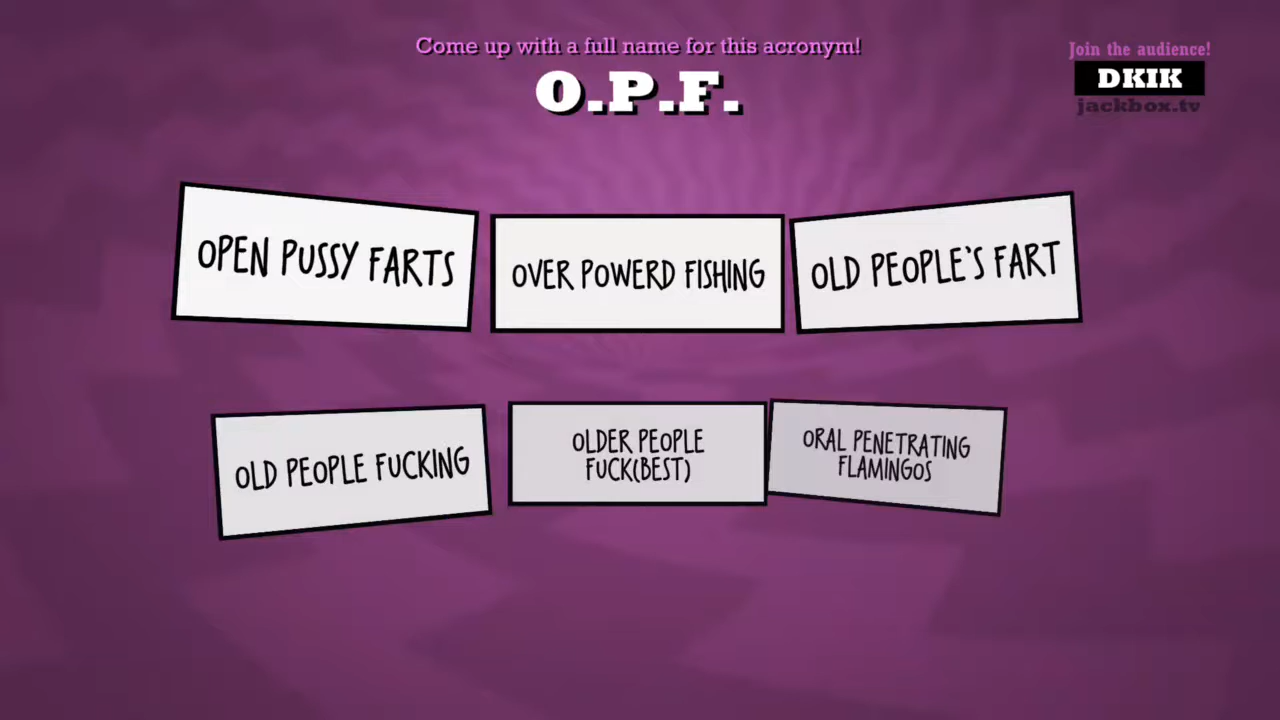 Come up with a full name for this acronym!
O.P.F.
Join the audience!
DKIK
jackbox.tv
OPEN PUSSY FARTS
OVER POWERD FISHING
OLD PEOPLE'S FART
OLD PEOPLE FUCKING
OLDER PEOPLE
FUCK(BEST)
ORAL PENETRATING
FLAMINGOS